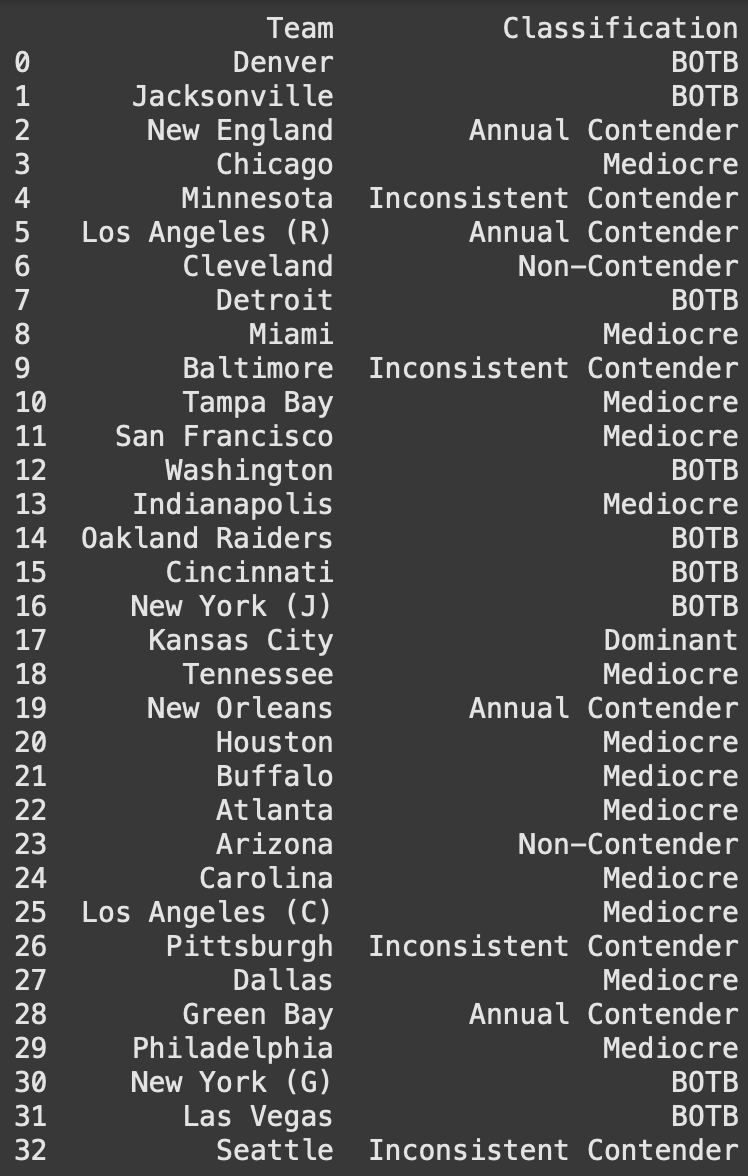 Team Classification
0 Denver BOTB
1 Jacksonville BOTB
2 New England Annual Contender
3 Chicago Mediocre
4 Minnesota Inconsistent Contender
5 Los Angeles (R) Annual Contender
6 Cleveland Non-Contender
7 Detroit BOTB
8 Miami Mediocre
9 Baltimore Inconsistent Contender
10 Tampa Bay Mediocre
11 San Francisco Mediocre
12 Washington BOTB
13 Indianapolis Mediocre
14 Oakland Raiders BOTB
15 Cincinnati BOTB
16 New York (J) BOTB
17 Kansas City Dominant
18 Tennessee Mediocre
19 New Orleans Annual Contender
20 Houston Mediocre
21 Buffalo Mediocre
22 Atlanta Mediocre
23 Arizona Non-Contender
24 Carolina Mediocre
25 Los Angeles (C) Mediocre
26 Pittsburgh Inconsistent Contender
27 Dallas Mediocre
28 Green Bay Annual Contender
29 Philadelphia Mediocre
30 New York (G) BOTB
31 Las Vegas BOTB
32 Seattle Inconsistent Contender